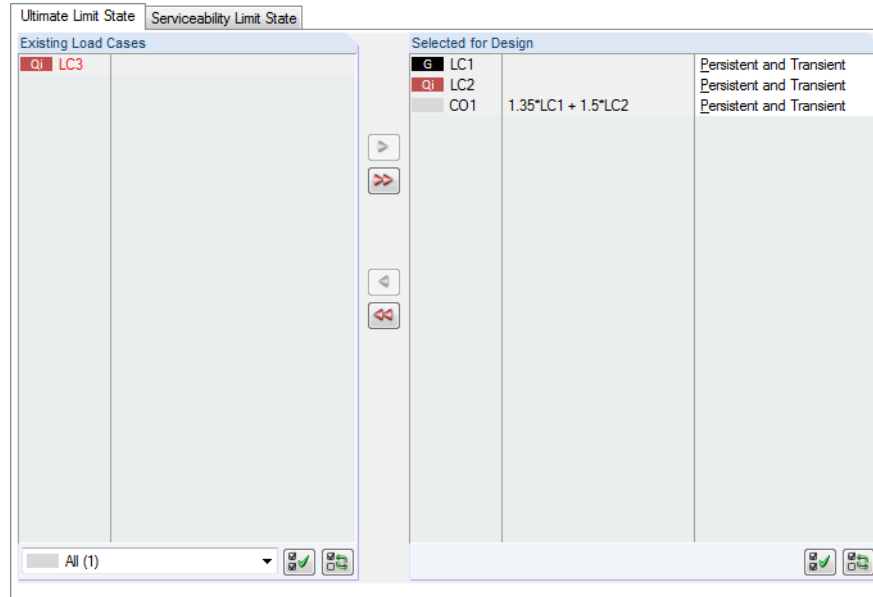 Ultimate Limit State Serviceability Limit State
Existing Load Cases Selected for Design
Qi LC3 G LC1 Persistent and Transient
Qi LC2 Persistent and Transient
CO1 1.35*LC1 + 1.5*LC2 Persistent and Transient
All (1)